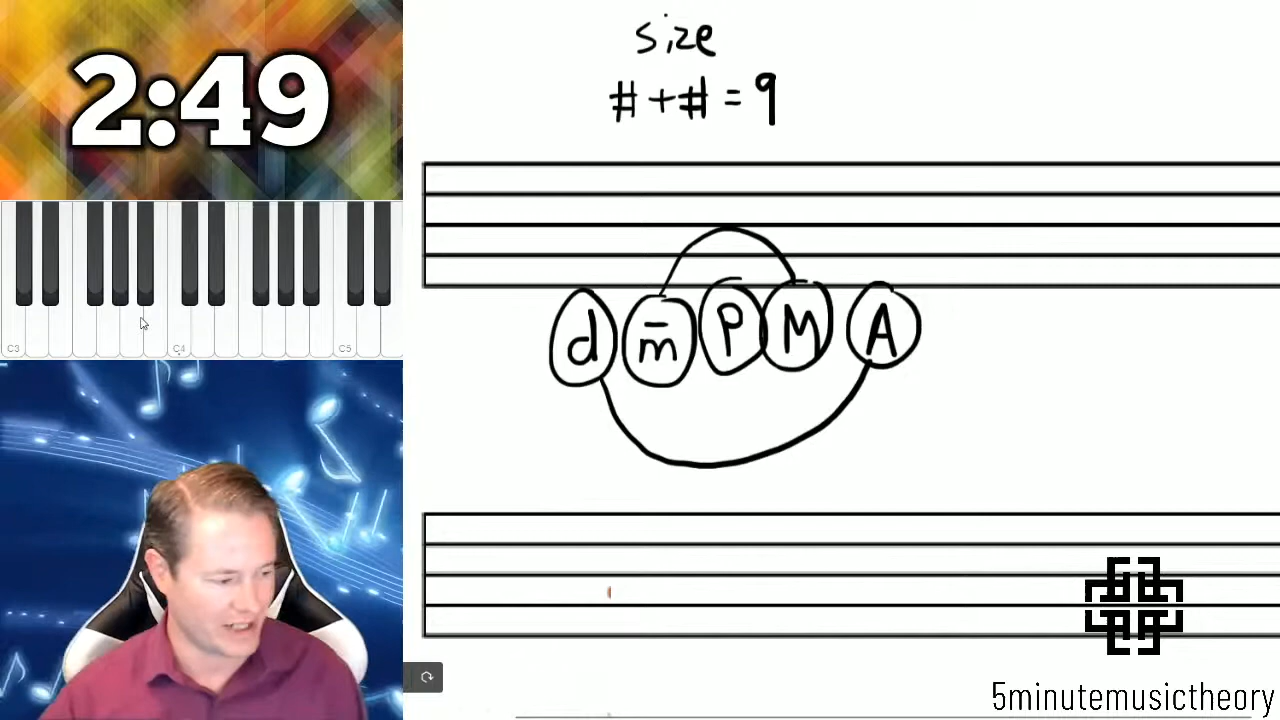 size
2:49
# + # = 9
C3 C4 C5
d m̄ P M A
5minutemusictheory